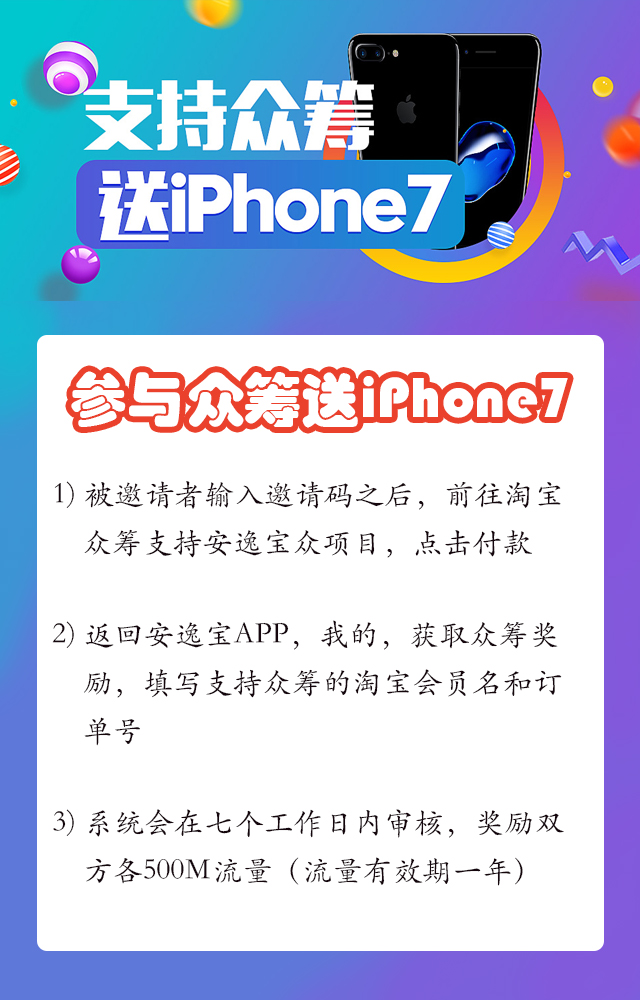 支持众筹
送iPhone7
参与众筹送iPhone7
1) 被邀请者输入邀请码之后，前往淘宝
众筹支持安逸宝众项目，点击付款
2) 返回安逸宝APP，我的，获取众筹奖
励，填写支持众筹的淘宝会员名和订
单号
3) 系统会在七个工作日内审核，奖励双
方各500M流量（流量有效期一年）